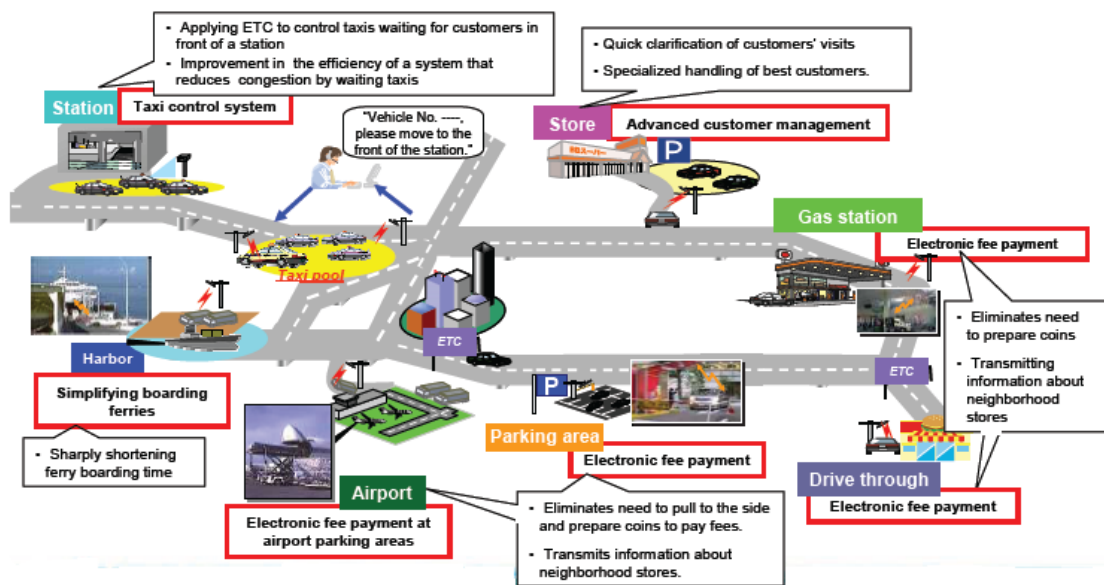 • Applying ETC to control taxis waiting for customers in
front of a station
• Improvement in the efficiency of a system that
reduces congestion by waiting taxis
Station
Taxi control system
"Vehicle No. ----,
please move to the
front of the station."
• Quick clarification of customers' visits
• Specialized handling of best customers.
Store
Advanced customer management
P
Taxi pool
Gas station
Electronic fee payment
• Eliminates need
to prepare coins
• Transmitting
information about
neighborhood
stores
Harbor
Simplifying boarding
ferries
• Sharply shortening
ferry boarding time
ETC
ETC
P
Parking area
Electronic fee payment
Airport
Electronic fee payment at
airport parking areas
• Eliminates need to pull to the side
and prepare coins to pay fees.
• Transmits information about
neighborhood stores.
Drive through
Electronic fee payment